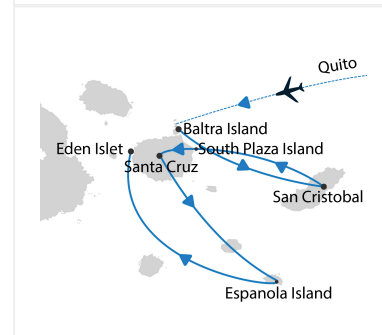 Quito
Baltra Island
Eden Islet
South Plaza Island
Santa Cruz
San Cristobal
Espanola Island